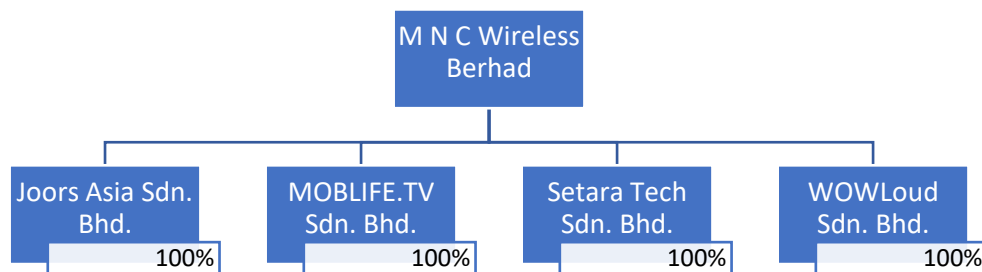 M N C Wireless
Berhad
Joors Asia Sdn.
Bhd.
100%
MOBLIFE.TV
Sdn. Bhd.
100%
Setara Tech
Sdn. Bhd.
100%
WOWLoud
Sdn. Bhd.
100%